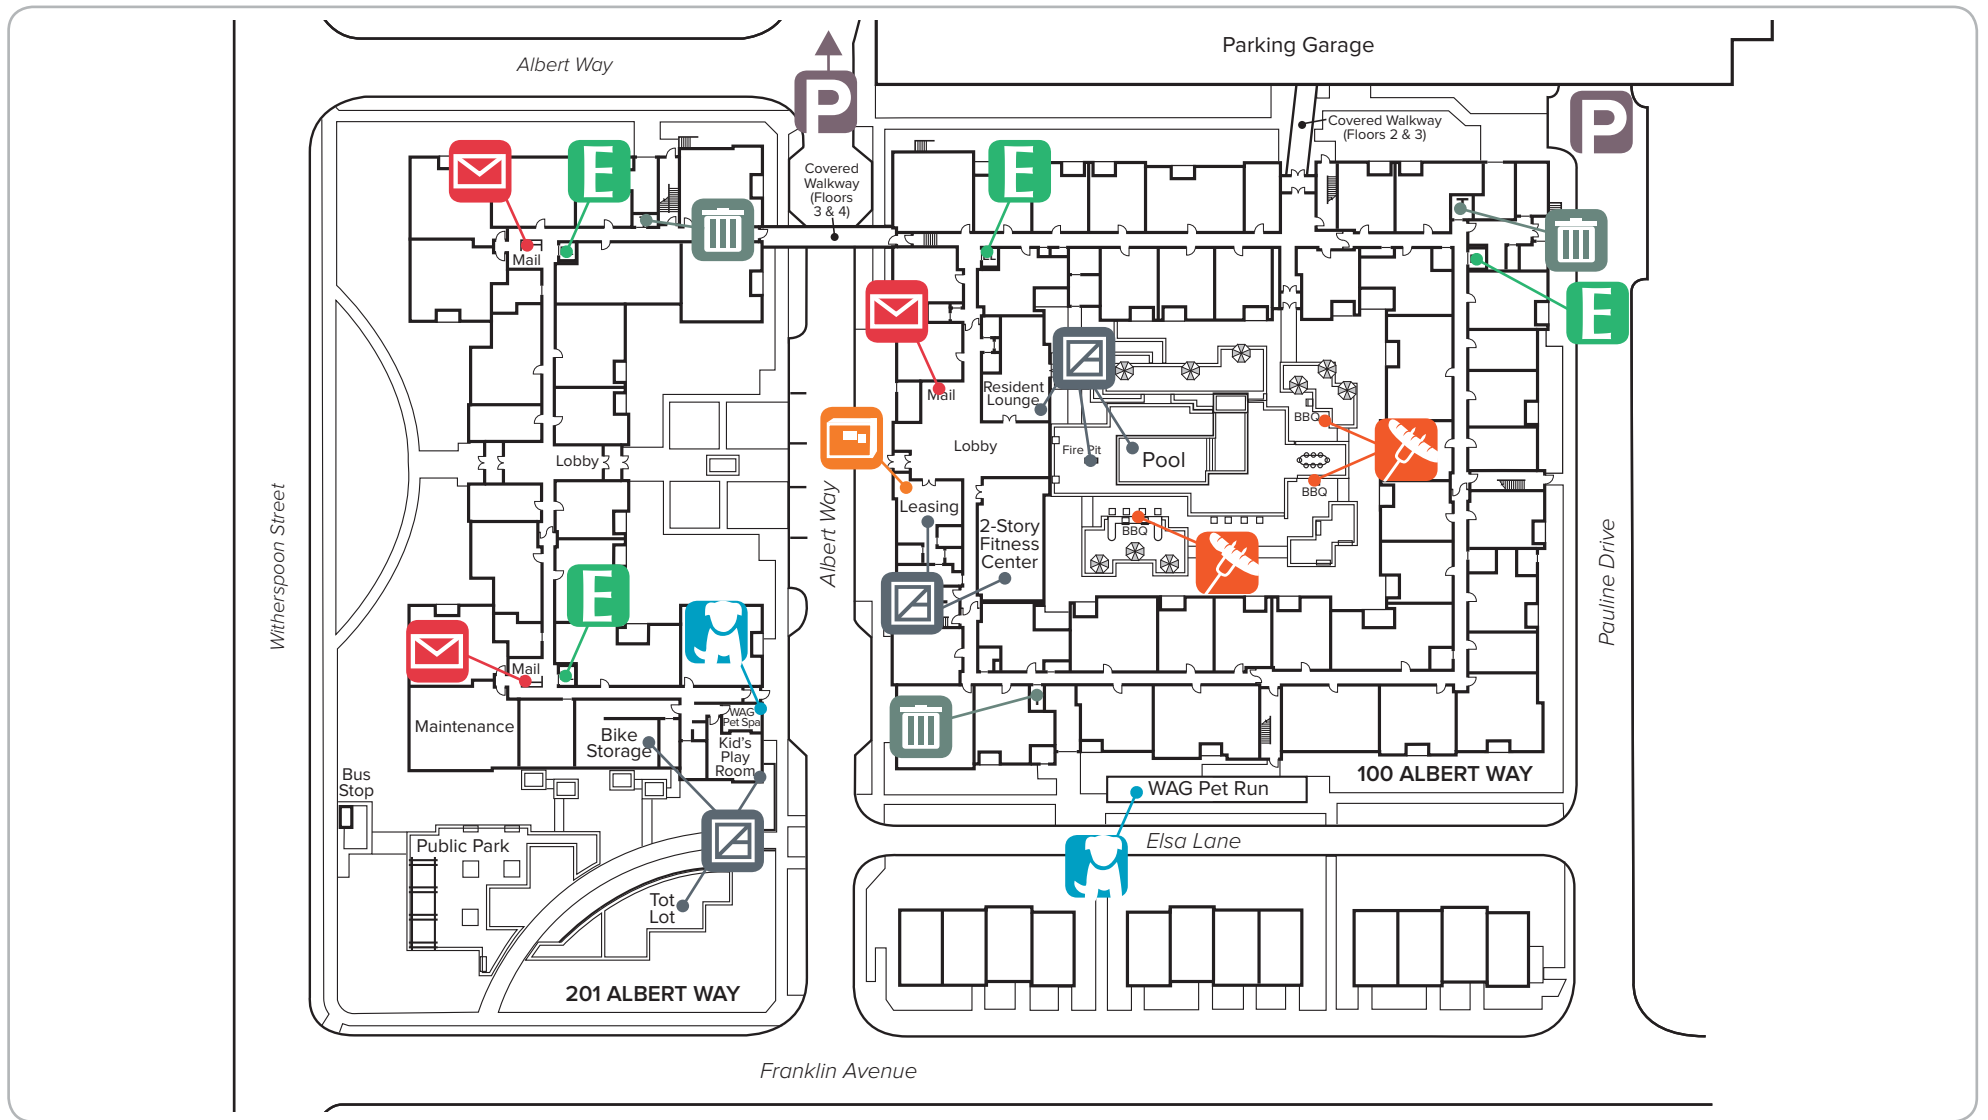 Albert Way
Parking Garage
P
P
Covered Walkway
(Floors 2 & 3)
Covered
Walkway
(Floors
3 & 4)
E
E
Mail
E
Mail
Resident
Lounge
Lobby
Lobby
Fire Pit
Pool
BBQ
BBQ
BBQ
Leasing
2-Story
Fitness
Center
Witherspoon Street
Albert Way
Pauline Drive
E
Mail
Maintenance
Bike
Storage
WAG
Pet Spa
Kid's
Play
Room
Bus
Stop
Public Park
Tot
Lot
201 ALBERT WAY
100 ALBERT WAY
WAG Pet Run
Elsa Lane
Franklin Avenue